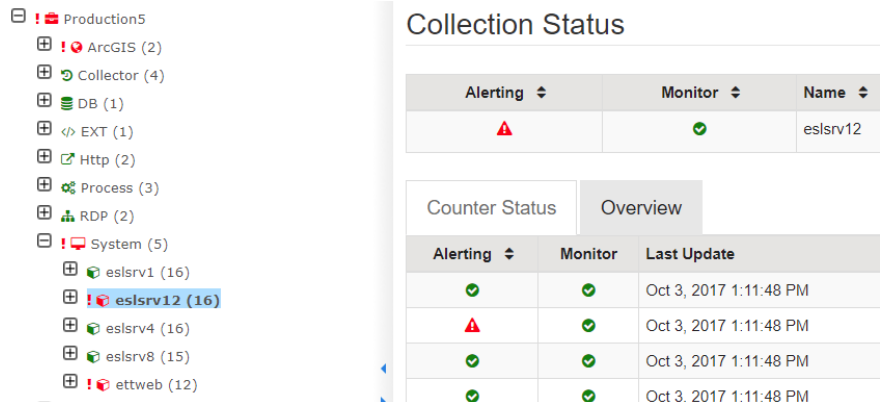 Production5
ArcGIS (2)
Collector (4)
DB (1)
EXT (1)
Http (2)
Process (3)
RDP (2)
System (5)
eslsrv1 (16)
eslsrv12 (16)
eslsrv4 (16)
eslsrv8 (15)
ettweb (12)
Collection Status
Alerting Monitor Name
eslsrv12
Counter Status Overview
Alerting Monitor Last Update
Oct 3, 2017 1:11:48 PM
Oct 3, 2017 1:11:48 PM
Oct 3, 2017 1:11:48 PM
Oct 3, 2017 1:11:48 PM